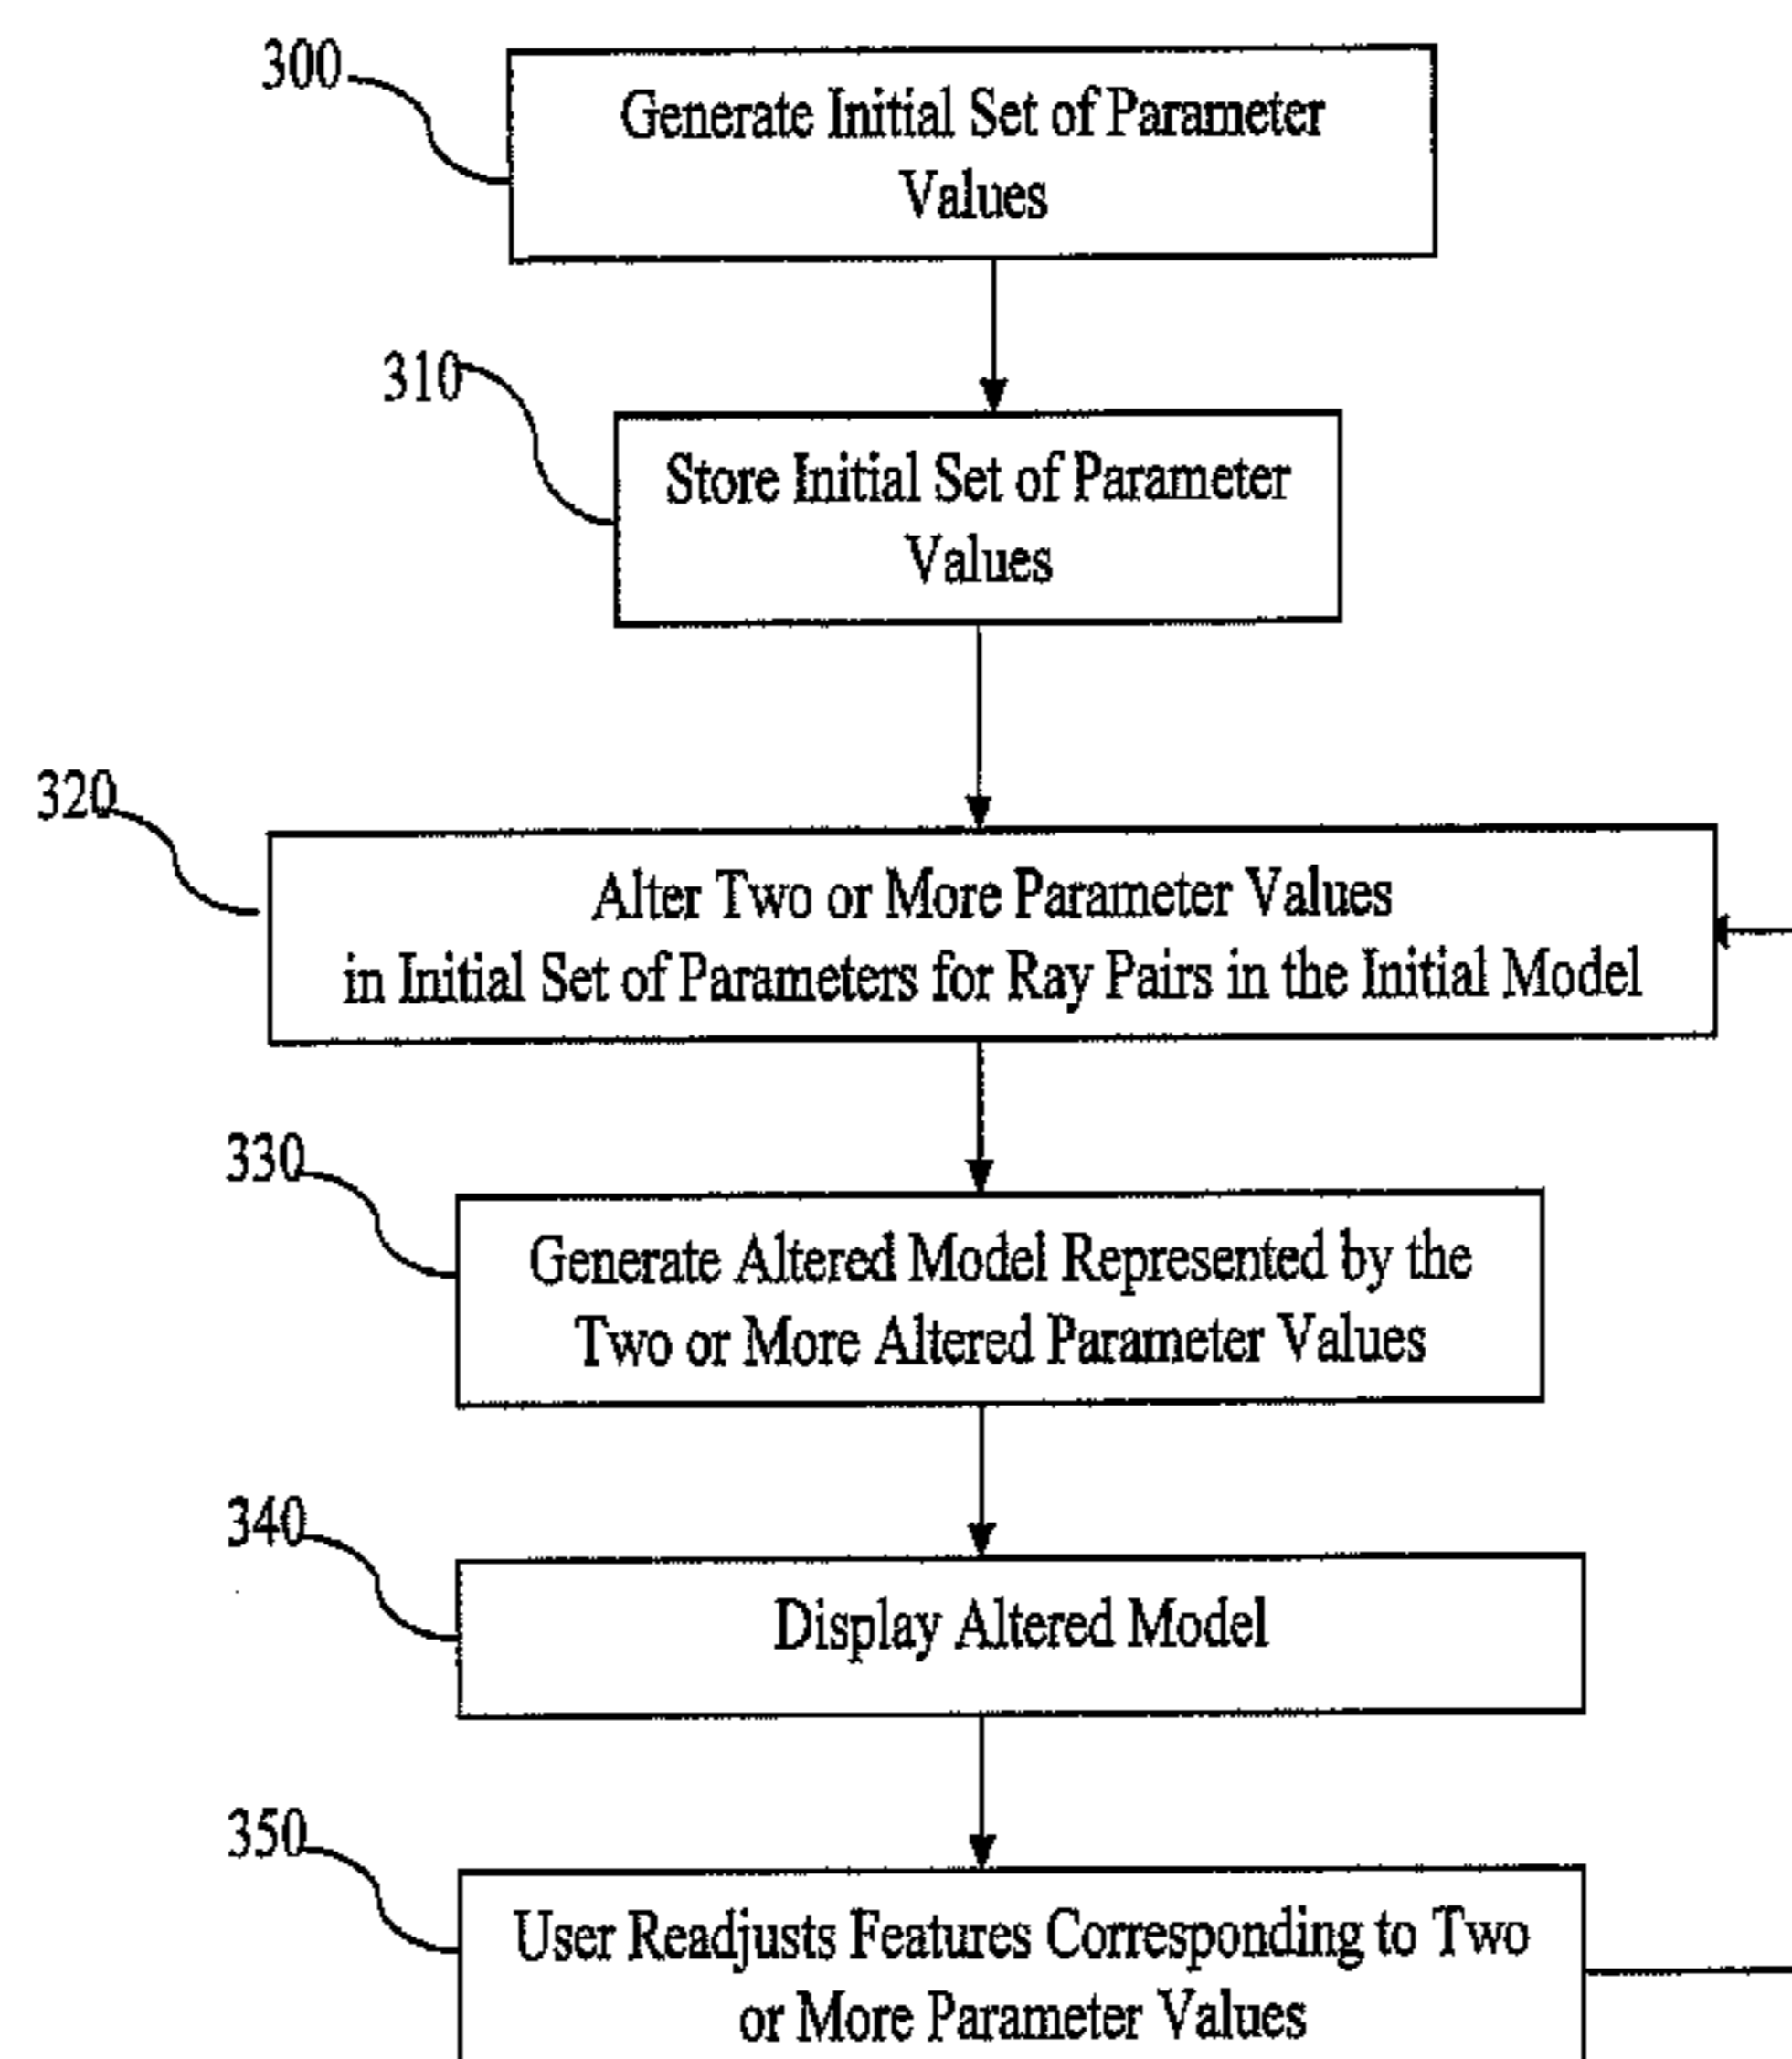 300
Generate Initial Set of Parameter
Values
310
Store Initial Set of Parameter
Values
320
Alter Two or More Parameter Values
in Initial Set of Parameters for Ray Pairs in the Initial Model
330
Generate Altered Model Represented by the
Two or More Altered Parameter Values
340
Display Altered Model
350
User Readjusts Features Corresponding to Two
or More Parameter Values